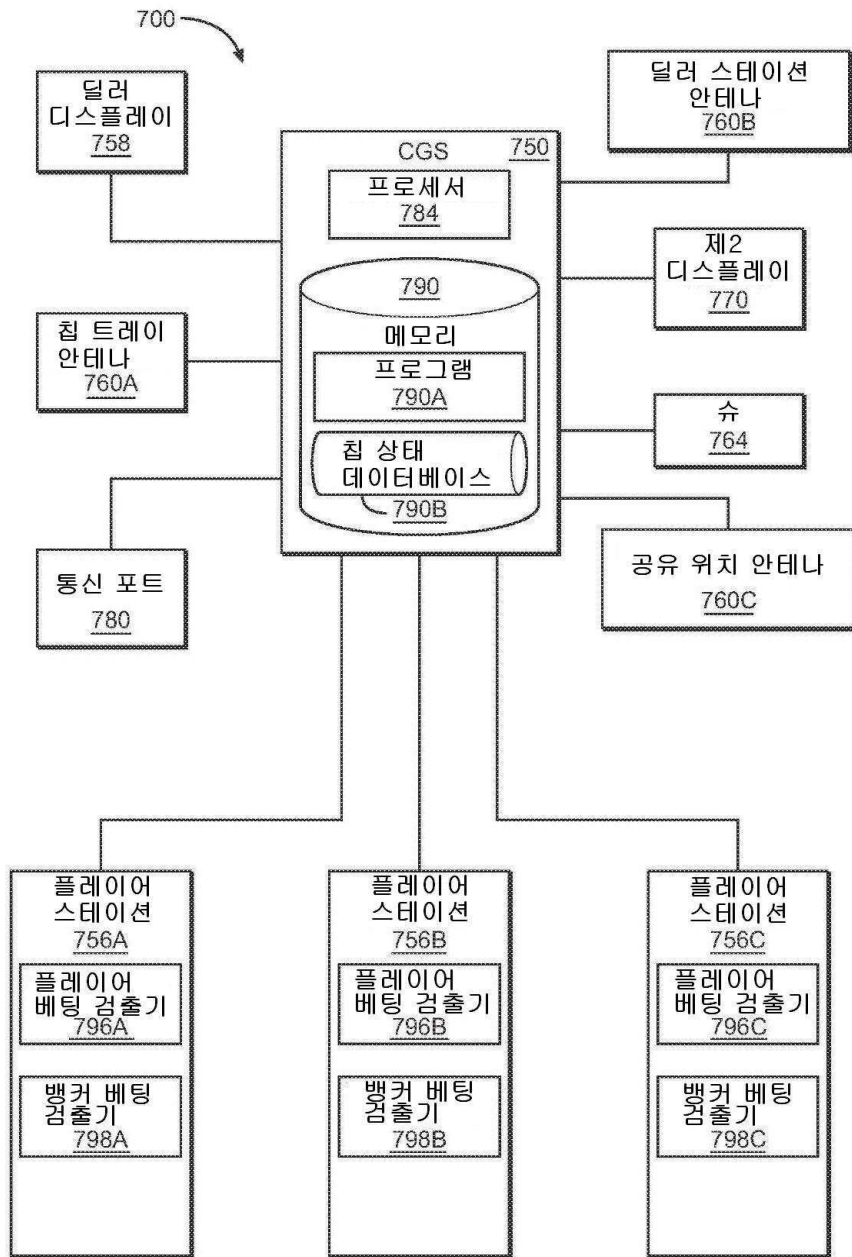 700
딜러
디스플레이
758
딜러 스테이션
안테나
760B
CGS
750
프로세서
784
제2
디스플레이
770
790
메모리
칩 트레이
안테나
760A
프로그램
790A
슈
764
칩 상태
데이터베이스
790B
통신 포트
780
공유 위치 안테나
760C
플레이어
스테이션
756A
플레이어
베팅 검출기
796A
뱅커 베팅
검출기
798A
플레이어
스테이션
756B
플레이어
베팅 검출기
796B
뱅커 베팅
검출기
798B
플레이어
스테이션
756C
플레이어
베팅 검출기
796C
뱅커 베팅
검출기
798C